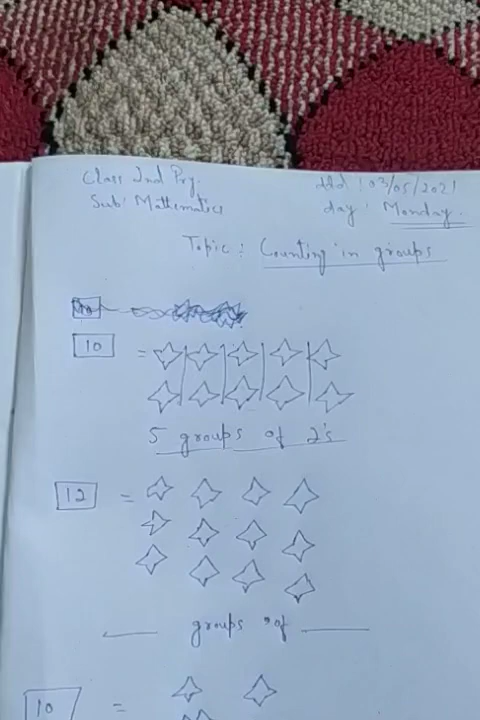 Class 2nd Pry.
Sub: Mathematics
dtd: 03/05/2021
day: Monday.
Topic: Counting in groups
10 =
5 groups of 2's
12 =
groups of
10 =